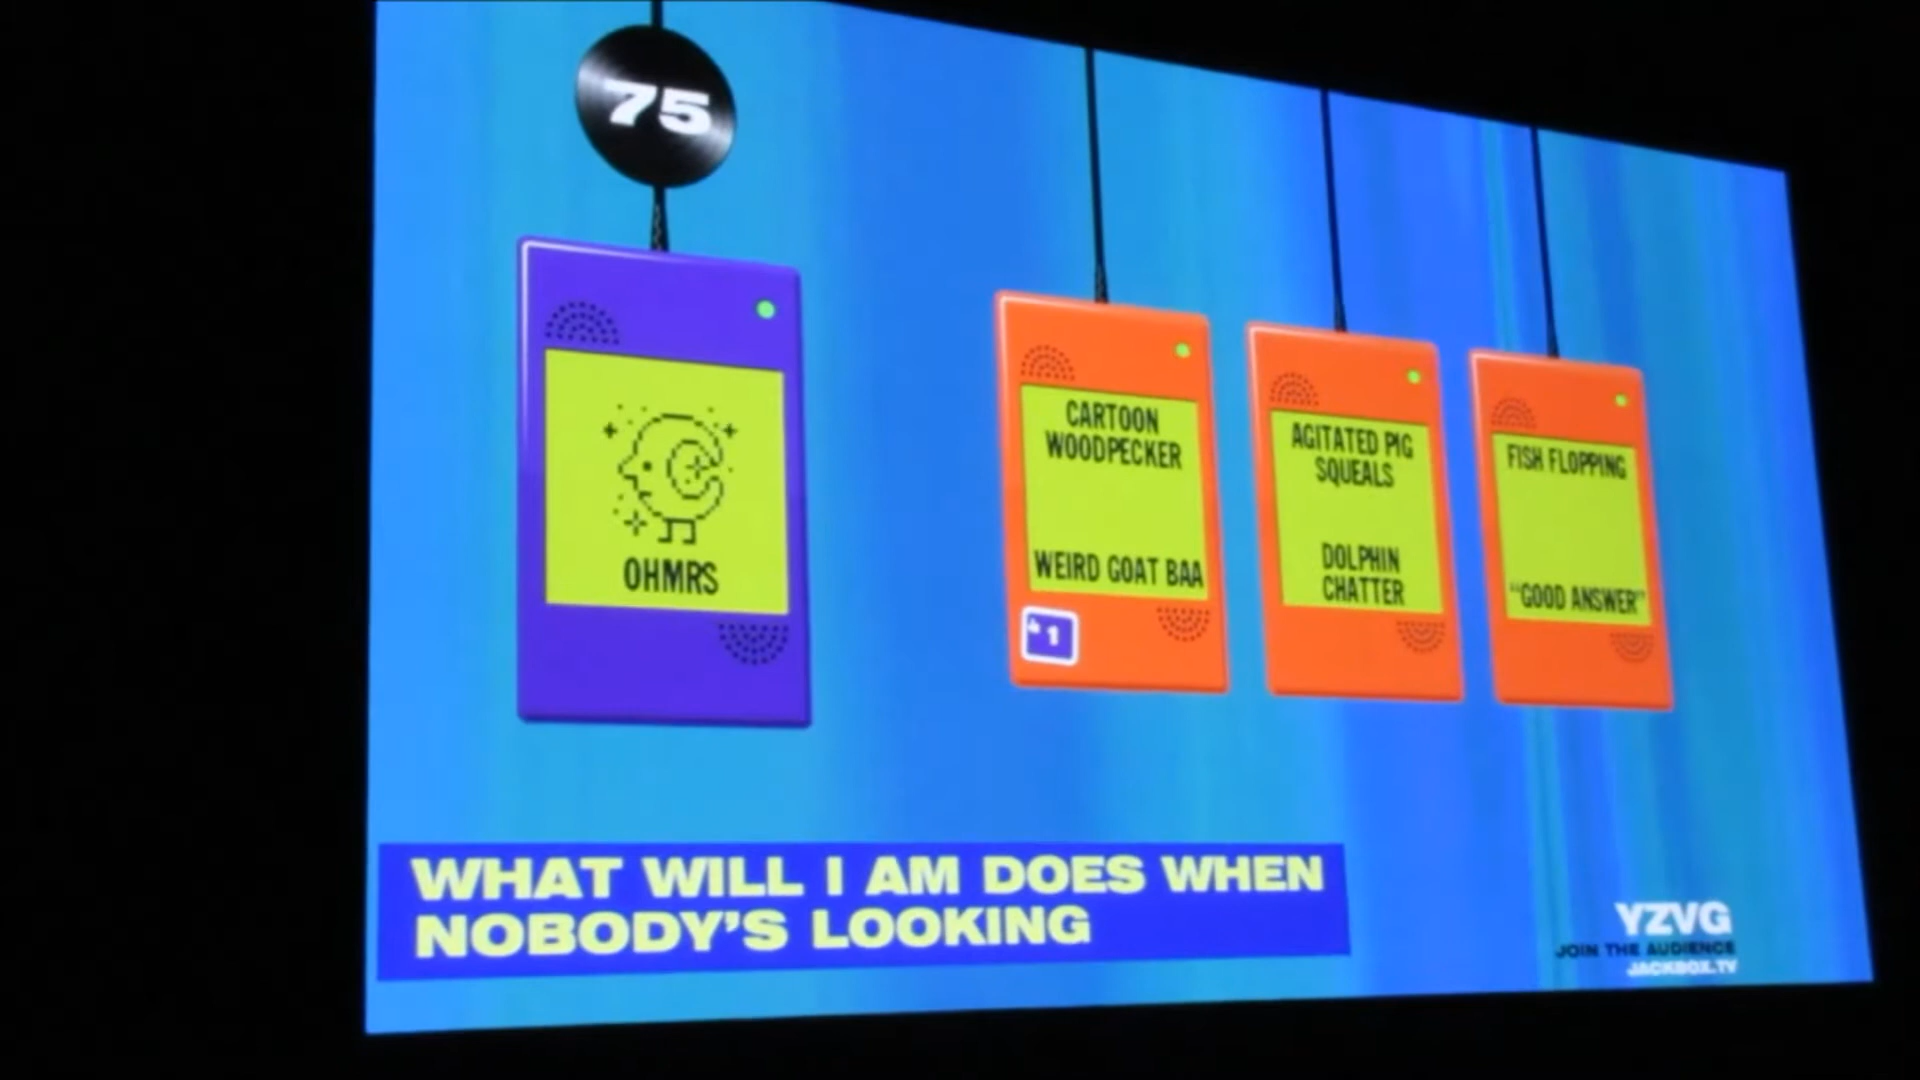 75
OHMRS
CARTOON
WOODPECKER
WEIRD GOAT BAA
1
AGITATED PIG
SQUEALS
DOLPHIN
CHATTER
FISH FLOPPING
“GOOD ANSWER”
WHAT WILL I AM DOES WHEN
NOBODY'S LOOKING
YZVG
JOIN THE AUDIENCE
JACKBOX.TV